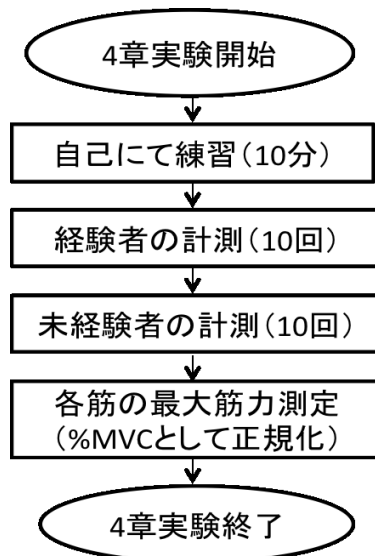 4章実験開始
自己にて練習(10分)
経験者の計測(10回)
未経験者の計測(10回)
各筋の最大筋力測定
(%MVCとして正規化)
4章実験終了